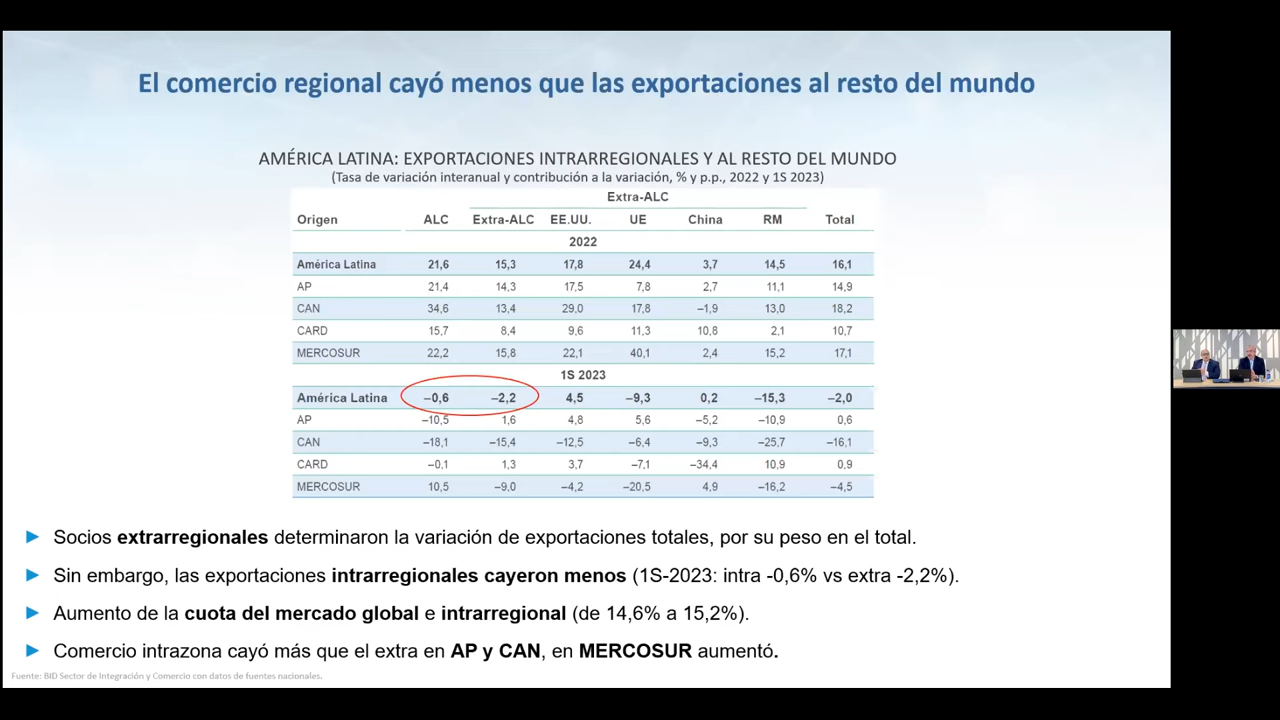 El comercio regional cayó menos que las exportaciones al resto del mundo
AMÉRICA LATINA: EXPORTACIONES INTRARREGIONALES Y AL RESTO DEL MUNDO
(Tasa de variación interanual y contribución a la variación, % y p.p., 2022 y 1S 2023)
Extra-ALC
Origen ALC Extra-ALC EE.UU. UE China RM Total
2022
América Latina 21,6 15,3 17,8 24,4 3,7 14,5 16,1
AP 21,4 14,3 17,5 7,8 2,7 11,1 14,9
CAN 34,6 13,4 29,0 17,8 –1,9 13,0 18,2
CARD 15,7 8,4 9,6 11,3 10,8 2,1 10,7
MERCOSUR 22,2 15,8 22,1 40,1 2,4 15,2 17,1
1S 2023
América Latina –0,6 –2,2 4,5 –9,3 0,2 –15,3 –2,0
AP –10,5 1,6 4,8 5,6 –5,2 –10,9 0,6
CAN –18,1 –15,4 –12,5 –6,4 –9,3 –25,7 –16,1
CARD –0,1 1,3 3,7 –7,1 –34,4 10,9 0,9
MERCOSUR 10,5 –9,0 –4,2 –20,5 4,9 –16,2 –4,5
Socios extrarregionales determinaron la variación de exportaciones totales, por su peso en el total.
Sin embargo, las exportaciones intrarregionales cayeron menos (1S-2023: intra -0,6% vs extra -2,2%).
Aumento de la cuota del mercado global e intrarregional (de 14,6% a 15,2%).
Comercio intrazona cayó más que el extra en AP y CAN, en MERCOSUR aumentó.
Fuente: BID Sector de Integración y Comercio con datos de fuentes nacionales.